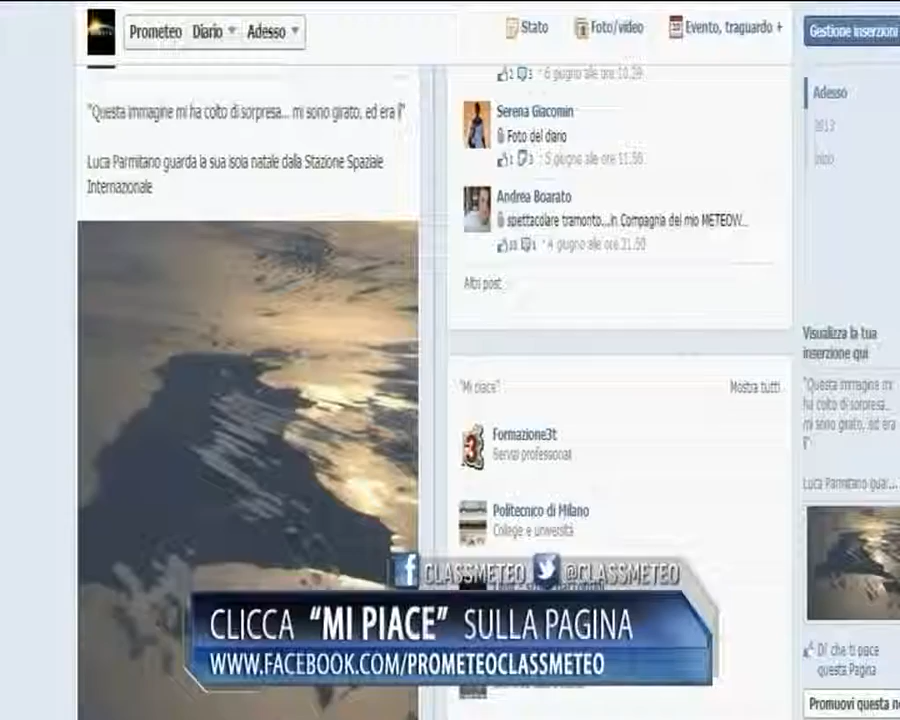 Prometeo Diario Adesso
Stato Foto/video Evento, traguardo +
Gestione inserzioni
"Questa immagine mi ha colto di sorpresa... mi sono girato, ed era lì"
Luca Parmitano guarda la sua isola natale dalla Stazione Spaziale
Internazionale
6 giugno alle ore 10.29
Serena Giacomin
Foto del diario
5 giugno alle ore 11.56
Andrea Boarato
spettacolare tramonto...in Compagnia del mio METEOW...
4 giugno alle ore 21.50
Altri post
"Mi piace" Mostra tutti
Formazione3t
Servizi professionali
Politecnico di Milano
College e università
Adesso
2013
Visualizza la tua
inserzione qui
"Questa immagine mi
ha colto di sorpresa...
mi sono girato, ed era
lì"
Luca Parmitano guar...
Di' che ti piace
questa Pagina
Promuovi questa
CLASSMETEO @CLASSMETEO
CLICCA "MI PIACE" SULLA PAGINA
WWW.FACEBOOK.COM/PROMETEOCLASSMETEO